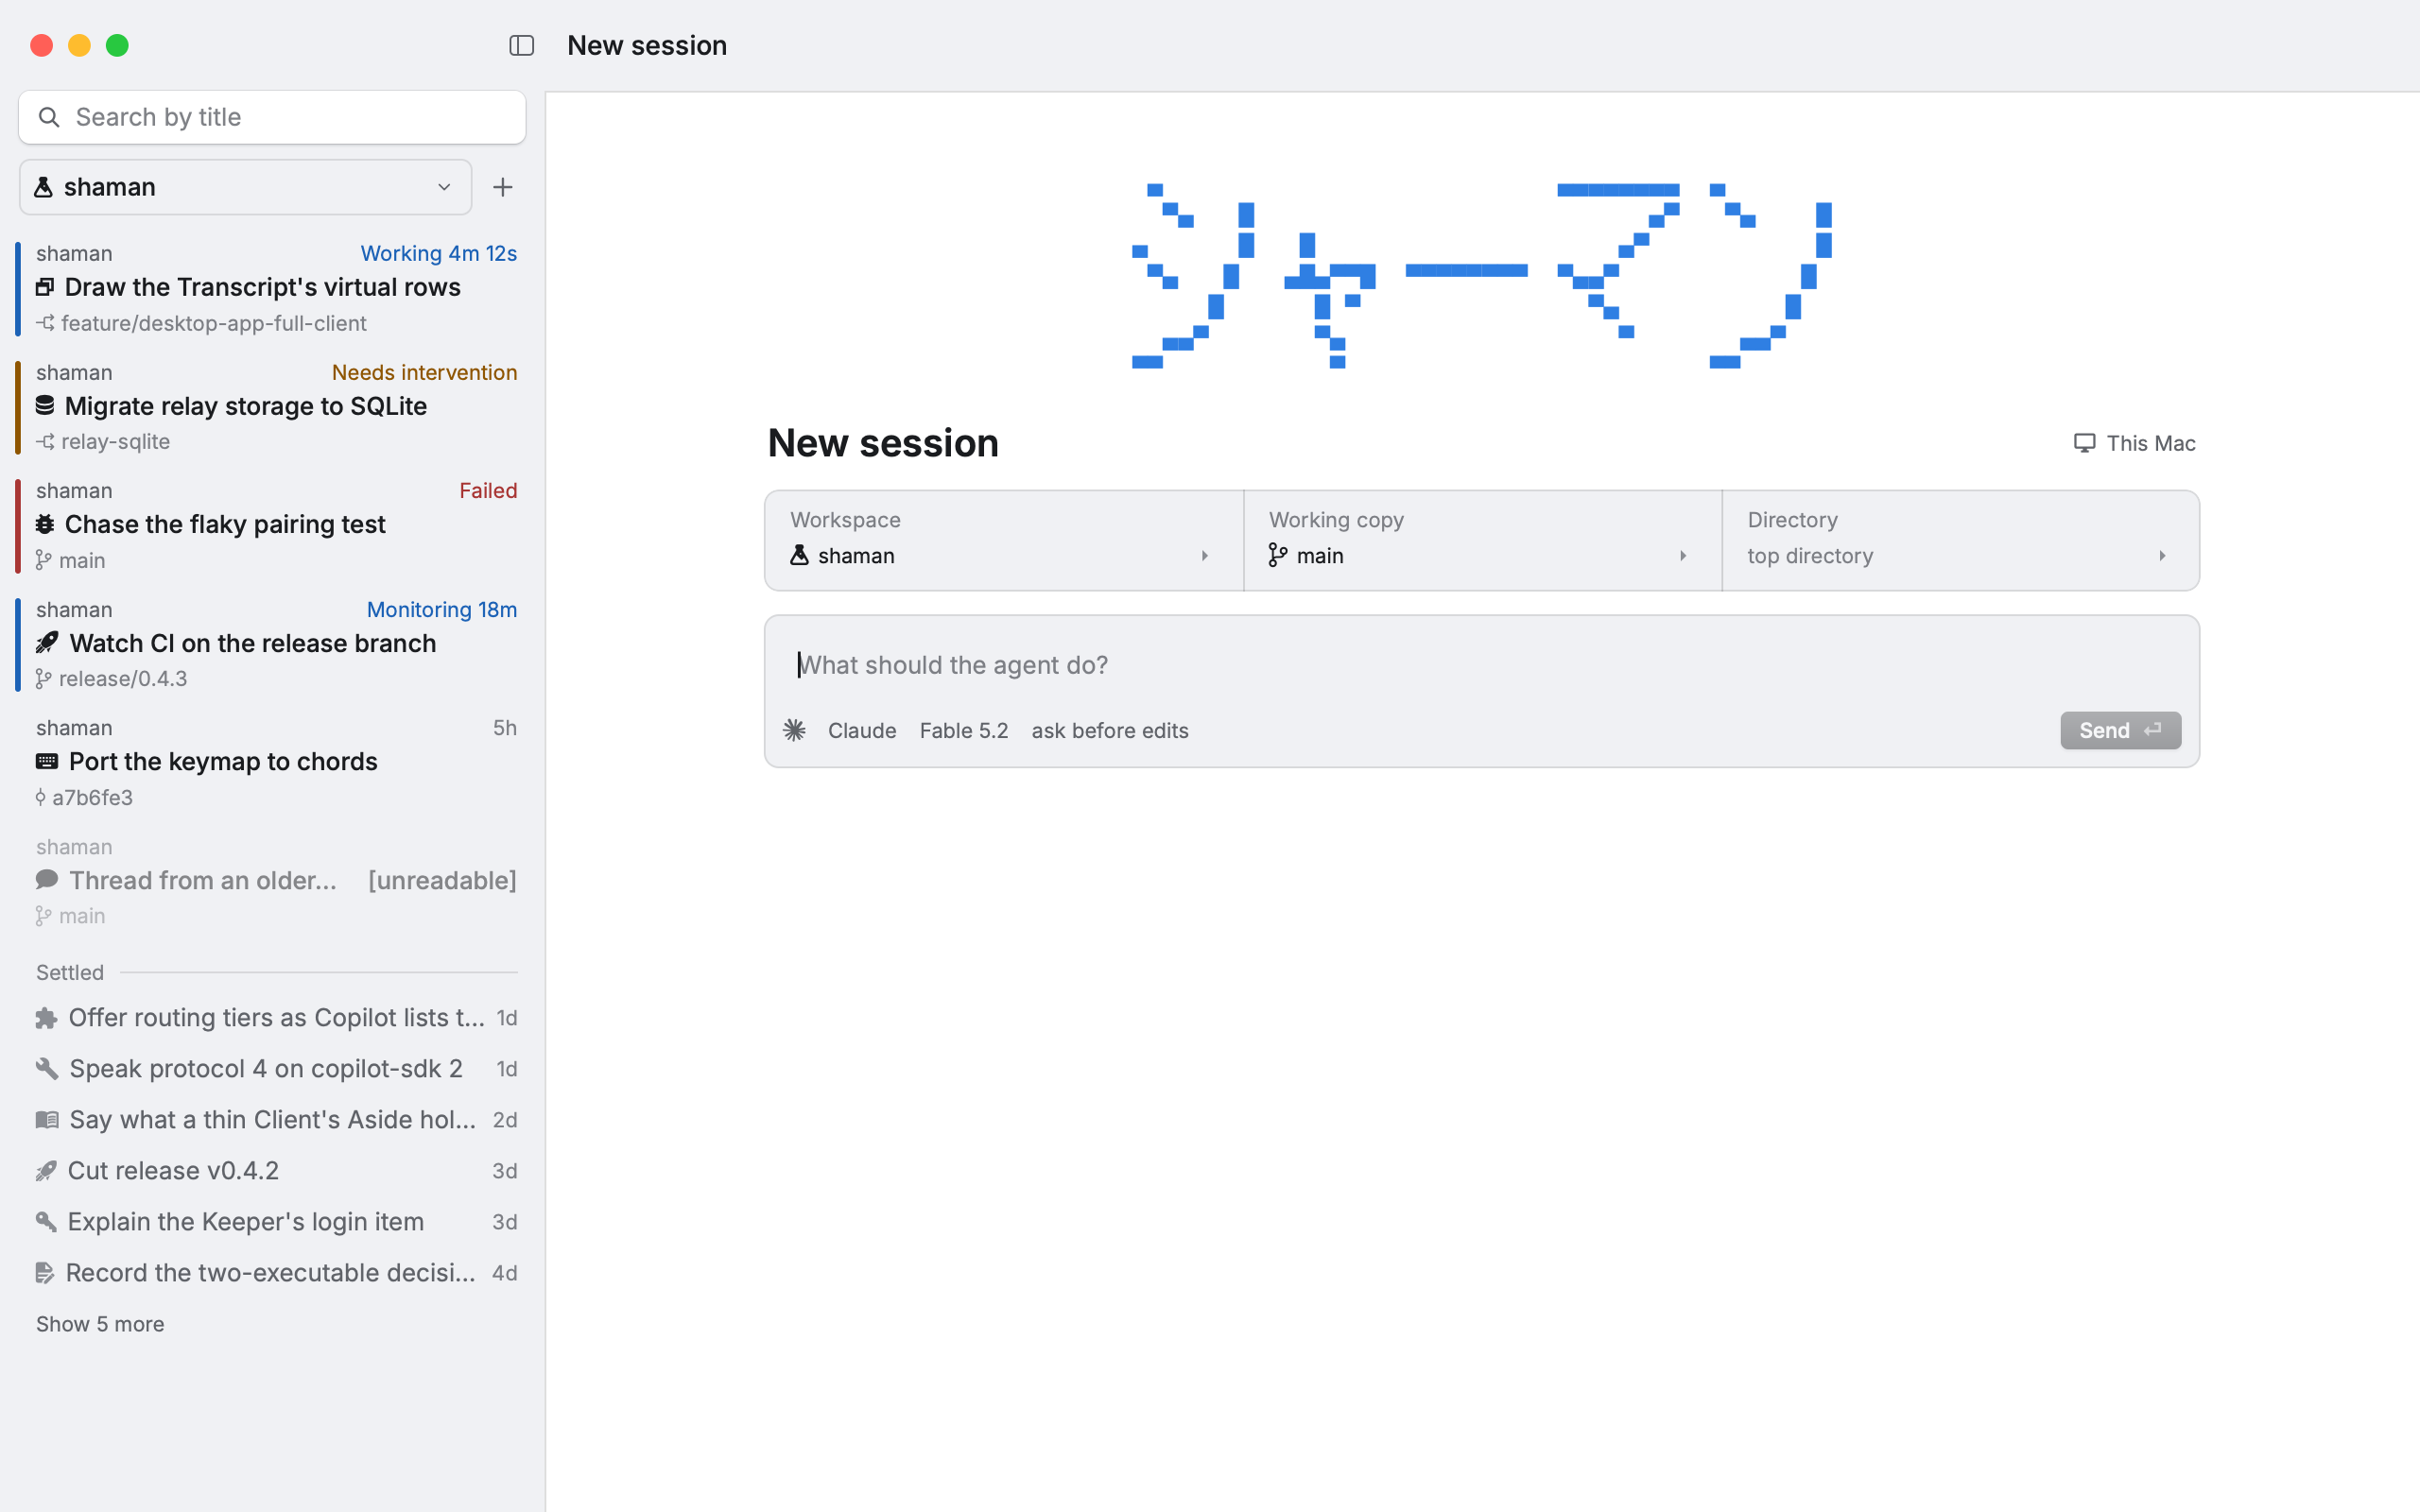 New session
Search by title
shaman
shaman Working 4m 12s
Draw the Transcript's virtual rows
feature/desktop-app-full-client
shaman Needs intervention
Migrate relay storage to SQLite
relay-sqlite
shaman Failed
Chase the flaky pairing test
main
shaman Monitoring 18m
Watch CI on the release branch
release/0.4.3
shaman 5h
Port the keymap to chords
a7b6fe3
shaman
Thread from an older... [unreadable]
main
Settled
Offer routing tiers as Copilot lists t... 1d
Speak protocol 4 on copilot-sdk 2 1d
Say what a thin Client's Aside hol... 2d
Cut release v0.4.2 3d
Explain the Keeper's login item 3d
Record the two-executable decisi... 4d
Show 5 more
シャーマン
New session This Mac
Workspace Working copy Directory
shaman main top directory
What should the agent do?
Claude Fable 5.2 ask before edits Send